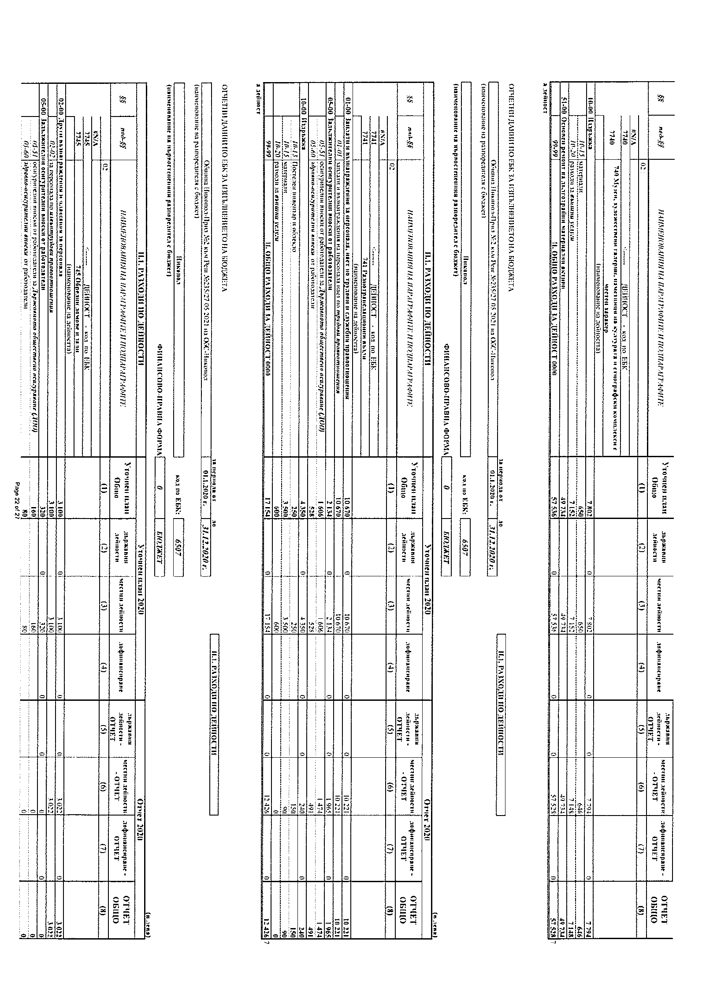 §§ под-§§ НАИМЕНОВАНИЯ НА ПАРАГРАФИТЕ И ПОДПАРАГРАФИТЕ Уточнен план Общо държавни дейности местни дейности дофинансиране държавни дейности - ОТЧЕТ местни дейности - ОТЧЕТ дофинансиране - ОТЧЕТ ОТЧЕТ ОБЩО
02 (1) (2) (3) (4) (5) (6) (7) (8)
#N/A
7740 <----- ДЕЙНОСТ - код по ЕБК
7740 740 Музеи, художествени галерии, паметници на културата и етнографски комплекси с местен характер
(наименование на дейността)
10-00 Издръжка 7 802 0 7 802 0 0 7 794 0 7 794
10-15 материали 650 650 646 646
10-20 разходи за външни услуги 7 152 7 152 7 148 7 148
51-00 Основен ремонт на дълготрайни материални активи 49 734 49 734 49 734 49 734
99-99 II. ОБЩО РАЗХОДИ ЗА ДЕЙНОСТ 0000 57 536 0 57 536 0 0 57 528 0 57 528 7
а дейност
ОТЧЕТНИ ДАННИ ПО ЕБК ЗА ИЗПЪЛНЕНИЕТО НА БЮДЖЕТА
II.1. РАЗХОДИ ПО ДЕЙНОСТИ
за периода от до
Община Никопол-Прил №2 към Реш №235/27 05 2021 на ОбС-Никопол 01.1.2020 г. 31.12.2020 г.
(наименование на разпоредителя с бюджет)
Никопол код по ЕБК: 6507
(наименование на първостепенния разпоредител с бюджет)
ФИНАНСОВО-ПРАВНА ФОРМА 0 БЮДЖЕТ
(в лева)
II.1. РАЗХОДИ ПО ДЕЙНОСТИ Уточнен план 2020 Отчет 2020
§§ под-§§ НАИМЕНОВАНИЯ НА ПАРАГРАФИТЕ И ПОДПАРАГРАФИТЕ Уточнен план Общо държавни дейности местни дейности дофинансиране държавни дейности - ОТЧЕТ местни дейности - ОТЧЕТ дофинансиране - ОТЧЕТ ОТЧЕТ ОБЩО
02 (1) (2) (3) (4) (5) (6) (7) (8)
#N/A
7741 <----- ДЕЙНОСТ - код по ЕБК
7741 741 Радиотранслационни възли
(наименование на дейността)
01-00 Заплати и възнаграждения за персонала, нает по трудови и служебни правоотношения 10 670 0 10 670 0 0 10 221 0 10 221
01-01 заплати и възнаграждения на персонала нает по трудови правоотношения 10 670 10 670 10 221 10 221
05-00 Задължителни осигурителни вноски от работодатели 2 134 0 2 134 0 0 1 965 0 1 965
05-51 осигурителни вноски от работодатели за Държавното обществено осигуряване (ДОО) 1 606 1 606 1 474 1 474
05-60 здравно-осигурителни вноски от работодатели 528 528 491 491
10-00 Издръжка 4 350 0 4 350 0 0 240 0 240
10-13 Постелен инвентар и облекло 250 250 150 150
10-15 материали 3 500 3 500 90 90
10-20 разходи за външни услуги 600 600 0 0
99-99 II. ОБЩО РАЗХОДИ ЗА ДЕЙНОСТ 0000 17 154 0 17 154 0 0 12 426 0 12 426 7
а дейност
ОТЧЕТНИ ДАННИ ПО ЕБК ЗА ИЗПЪЛНЕНИЕТО НА БЮДЖЕТА
II.1. РАЗХОДИ ПО ДЕЙНОСТИ
за периода от до
Община Никопол-Прил №2 към Реш №235/27 05 2021 на ОбС-Никопол 01.1.2020 г. 31.12.2020 г.
(наименование на разпоредителя с бюджет)
Никопол код по ЕБК: 6507
(наименование на първостепенния разпоредител с бюджет)
ФИНАНСОВО-ПРАВНА ФОРМА 0 БЮДЖЕТ
(в лева)
II.1. РАЗХОДИ ПО ДЕЙНОСТИ Уточнен план 2020 Отчет 2020
§§ под-§§ НАИМЕНОВАНИЯ НА ПАРАГРАФИТЕ И ПОДПАРАГРАФИТЕ Уточнен план Общо държавни дейности местни дейности дофинансиране държавни дейности - ОТЧЕТ местни дейности - ОТЧЕТ дофинансиране - ОТЧЕТ ОТЧЕТ ОБЩО
02 (1) (2) (3) (4) (5) (6) (7) (8)
#N/A
7745 <----- ДЕЙНОСТ - код по ЕБК
7745 745 Обредни домове и зали
(наименование на дейността)
02-00 Други възнаграждения и плащания за персонала 3 100 0 3 100 0 0 3 022 0 3 022
02-02 за персонала по извънтрудови правоотношения 3 100 3 100 3 022 3 022
05-00 Задължителни осигурителни вноски от работодатели 320 0 320 0 0 0 0 0
05-51 осигурителни вноски от работодатели за Държавното обществено осигуряване (ДОО) 160 160 0 0
05-60 здравно-осигурителни вноски от работодатели 80 80 0 0
Page 22 of 27